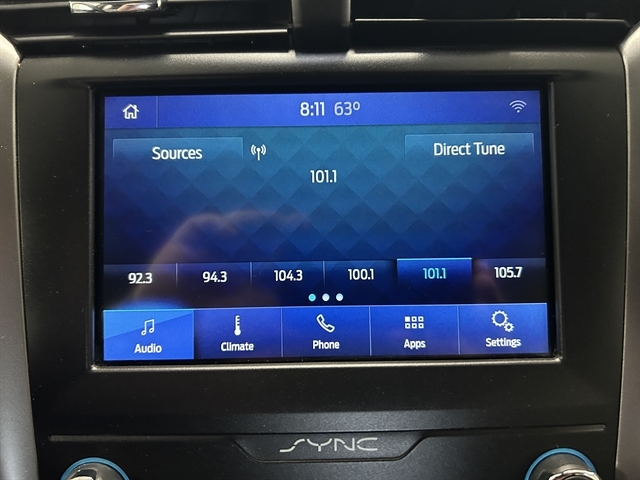 8:11 63°
Sources
Direct Tune
101.1
92.3 94.3 104.3 100.1 101.1 105.7
Audio Climate Phone Apps Settings
SYNC